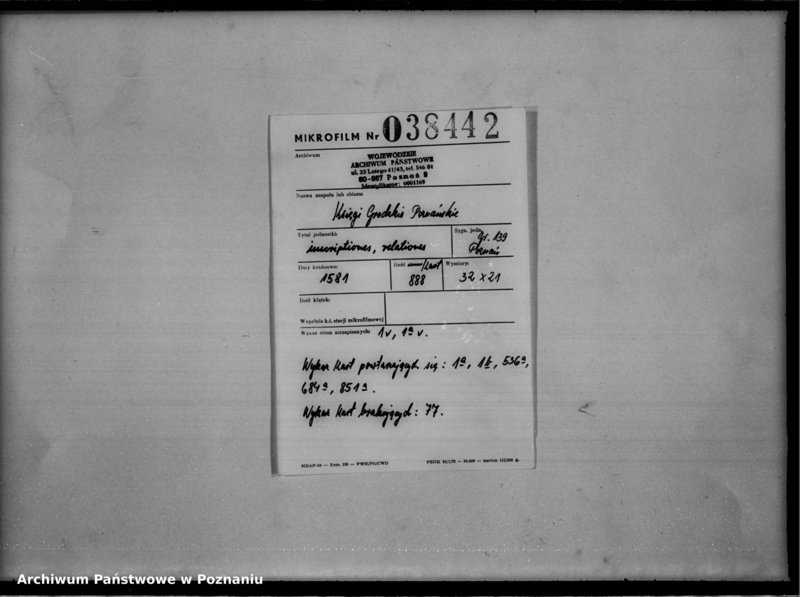 MIKROFILM Nr 038442
Archiwum
WOJEWÓDZKIE
ARCHIWUM PAŃSTWOWE
ul. 23 Lutego 41/43, tel. 546 04
60-967 Poznań 9
Identyfikator: 0001169
Nazwa zespołu lub zbioru:
Księgi Grodzkie Poznańskie
Tytuł jednostki:
inscriptiones, relationes
Sygn. jedn.
Gr. 139
Poznań
Daty krańcowe:
1581
Ilość /kart
888
Wymiary:
32 x 21
Ilość klatek:
Wypełnia k.t. stacji mikrofilmowej
Wykaz stron niezapisanych: 1v, 1ª v.
Wykaz kart powtarzających się: 1ª, 1b, 536ª,
684ª, 851ª.
Wykaz kart brakujących: 77.
Archiwum Państwowe w Poznaniu